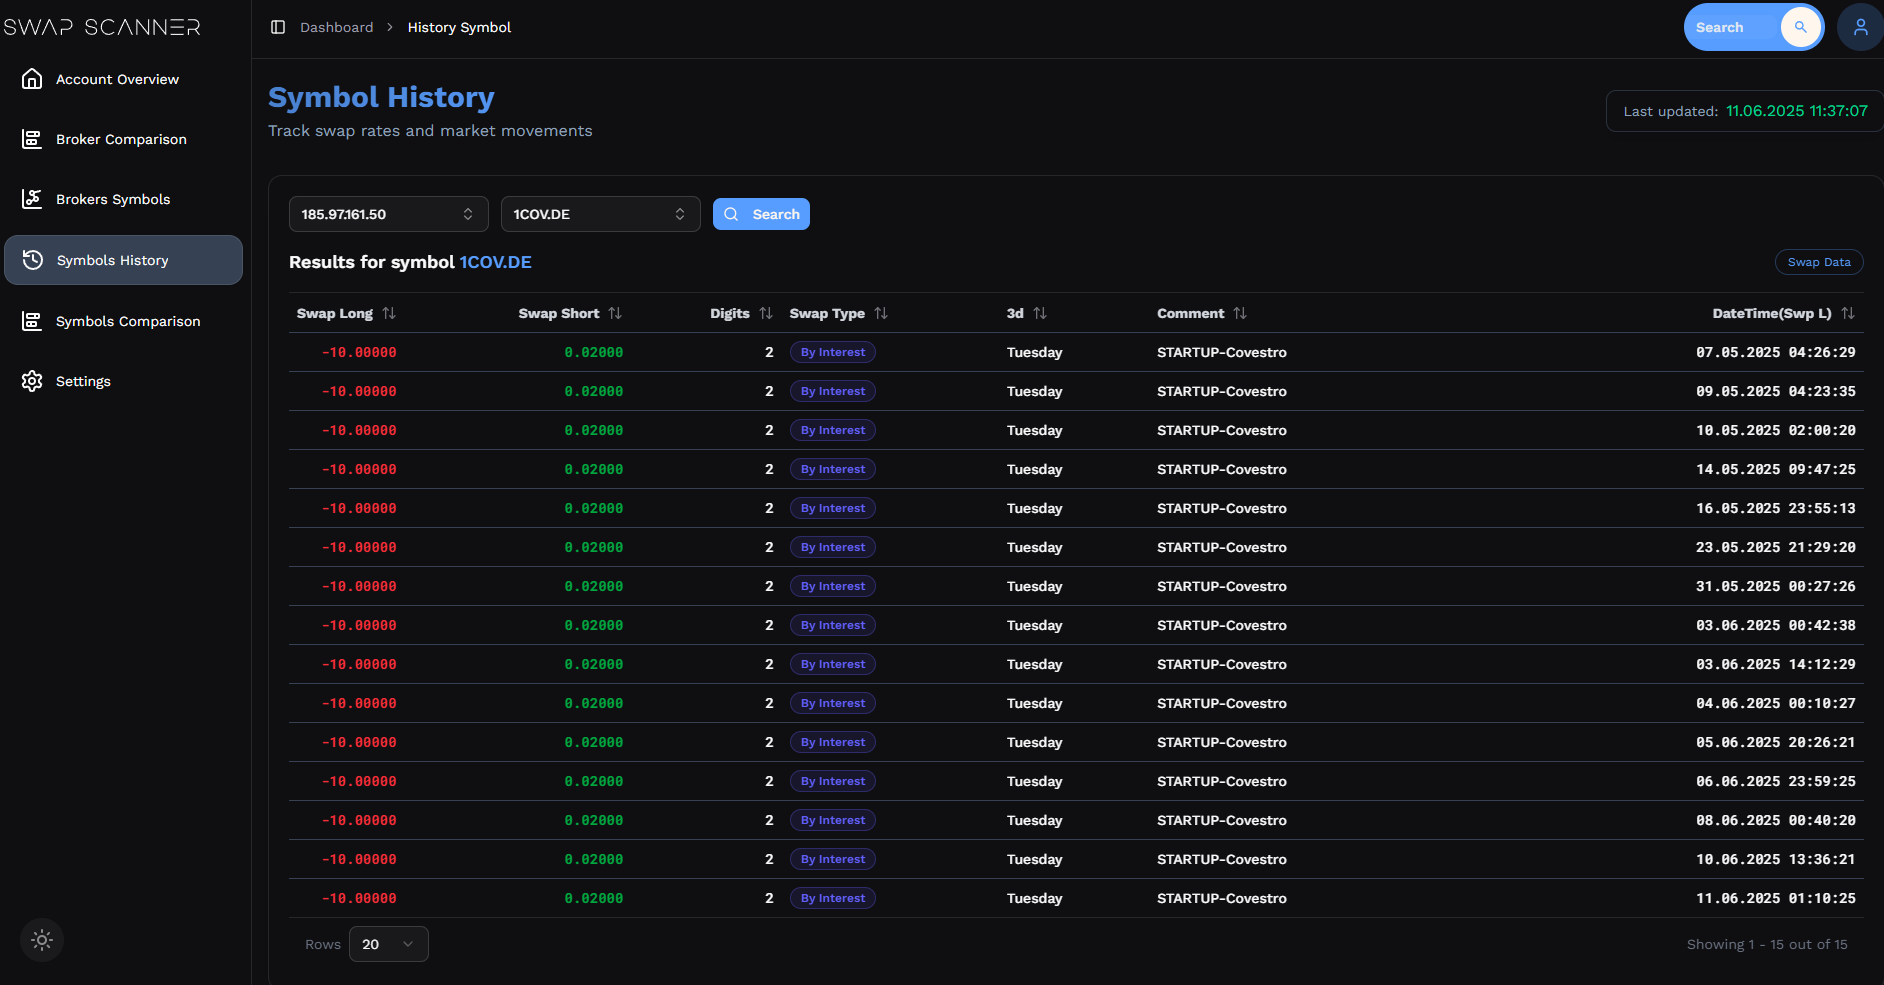 SWAP SCANNER
Dashboard > History Symbol
Search
Account Overview
Broker Comparison
Brokers Symbols
Symbols History
Symbols Comparison
Settings
Symbol History
Track swap rates and market movements
Last updated: 11.06.2025 11:37:07
185.97.161.50 1COV.DE Search
Results for symbol 1COV.DE
Swap Data
Swap Long Swap Short Digits Swap Type 3d Comment DateTime(Swp L)
-10.00000 0.02000 2 By Interest Tuesday STARTUP-Covestro 07.05.2025 04:26:29
-10.00000 0.02000 2 By Interest Tuesday STARTUP-Covestro 09.05.2025 04:23:35
-10.00000 0.02000 2 By Interest Tuesday STARTUP-Covestro 10.05.2025 02:00:20
-10.00000 0.02000 2 By Interest Tuesday STARTUP-Covestro 14.05.2025 09:47:25
-10.00000 0.02000 2 By Interest Tuesday STARTUP-Covestro 16.05.2025 23:55:13
-10.00000 0.02000 2 By Interest Tuesday STARTUP-Covestro 23.05.2025 21:29:20
-10.00000 0.02000 2 By Interest Tuesday STARTUP-Covestro 31.05.2025 00:27:26
-10.00000 0.02000 2 By Interest Tuesday STARTUP-Covestro 03.06.2025 00:42:38
-10.00000 0.02000 2 By Interest Tuesday STARTUP-Covestro 03.06.2025 14:12:29
-10.00000 0.02000 2 By Interest Tuesday STARTUP-Covestro 04.06.2025 00:10:27
-10.00000 0.02000 2 By Interest Tuesday STARTUP-Covestro 05.06.2025 20:26:21
-10.00000 0.02000 2 By Interest Tuesday STARTUP-Covestro 06.06.2025 23:59:25
-10.00000 0.02000 2 By Interest Tuesday STARTUP-Covestro 08.06.2025 00:40:20
-10.00000 0.02000 2 By Interest Tuesday STARTUP-Covestro 10.06.2025 13:36:21
-10.00000 0.02000 2 By Interest Tuesday STARTUP-Covestro 11.06.2025 01:10:25
Rows 20
Showing 1 - 15 out of 15